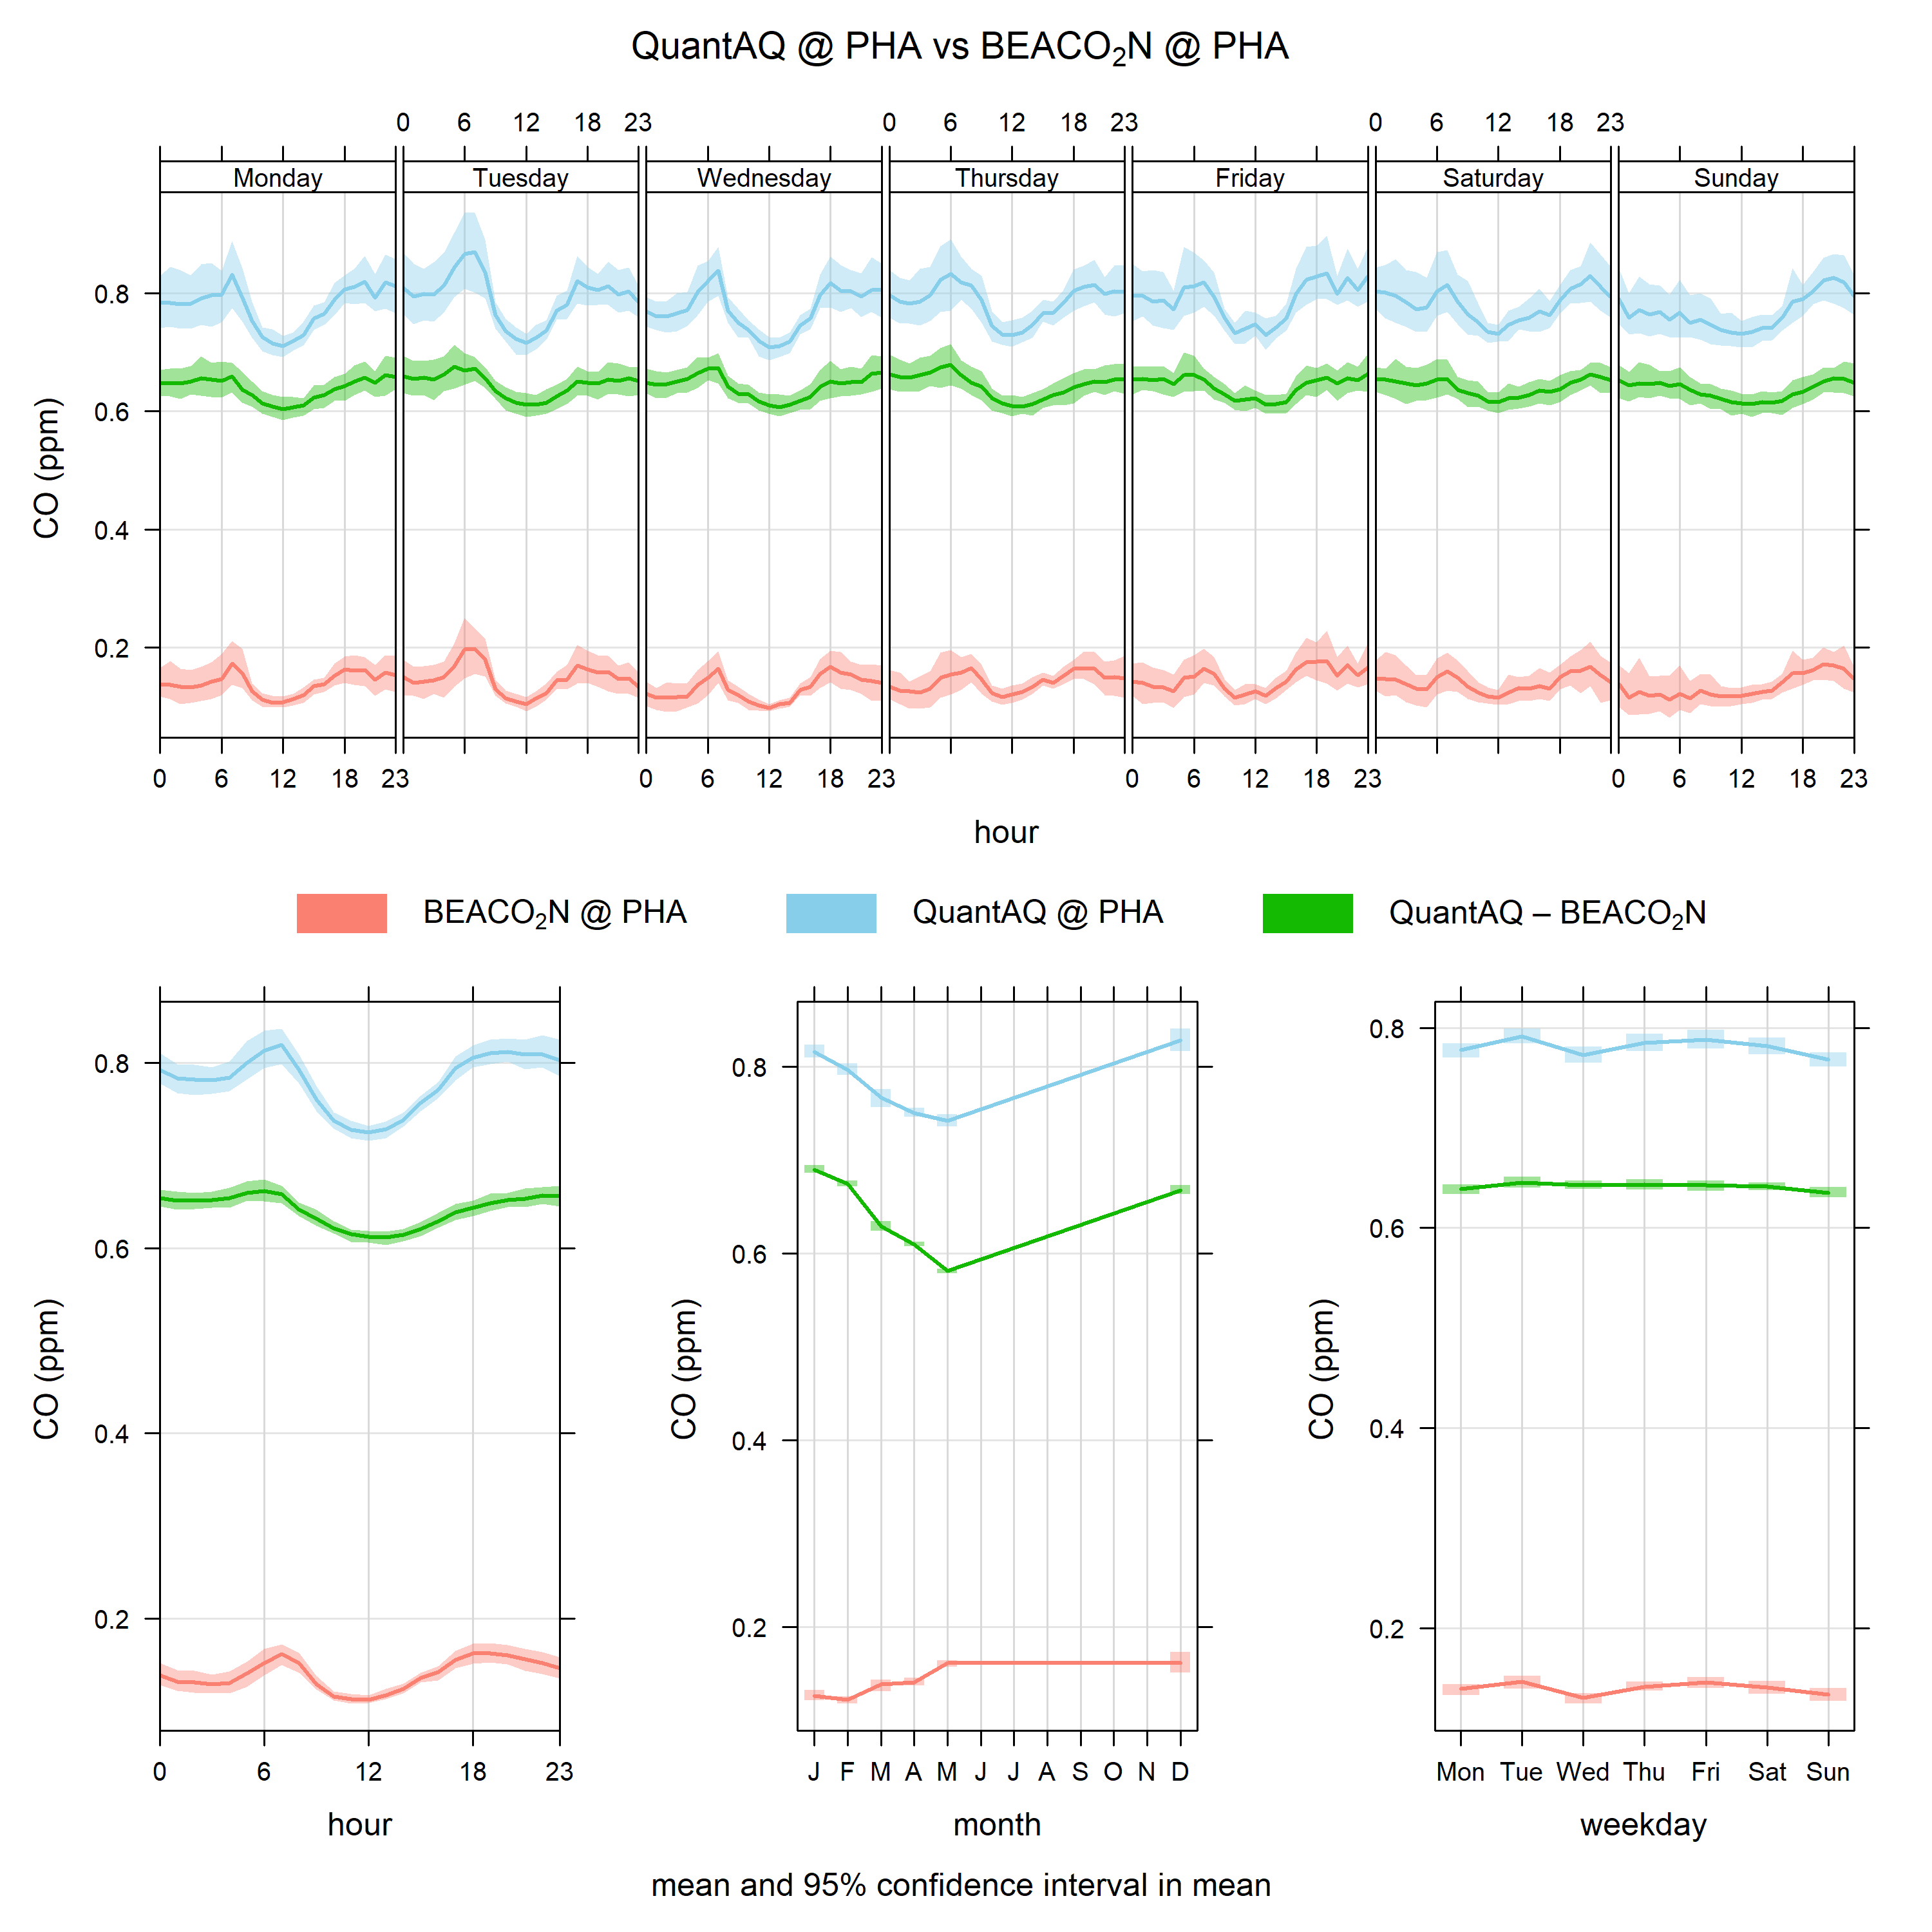 QuantAQ @ PHA vs BEACO₂N @ PHA
0 6 12 18 23 0 6 12 18 23 0 6 12 18 23
Monday Tuesday Wednesday Thursday Friday Saturday Sunday
0.8
0.6
0.4
0.2
CO (ppm)
0 6 12 18 23 0 6 12 18 23 0 6 12 18 23 0 6 12 18 23
hour
BEACO₂N @ PHA QuantAQ @ PHA QuantAQ – BEACO₂N
0.8
0.6
0.4
0.2
CO (ppm)
0 6 12 18 23
hour
0.8
0.6
0.4
0.2
CO (ppm)
J F M A M J J A S O N D
month
0.8
0.6
0.4
0.2
CO (ppm)
Mon Tue Wed Thu Fri Sat Sun
weekday
mean and 95% confidence interval in mean